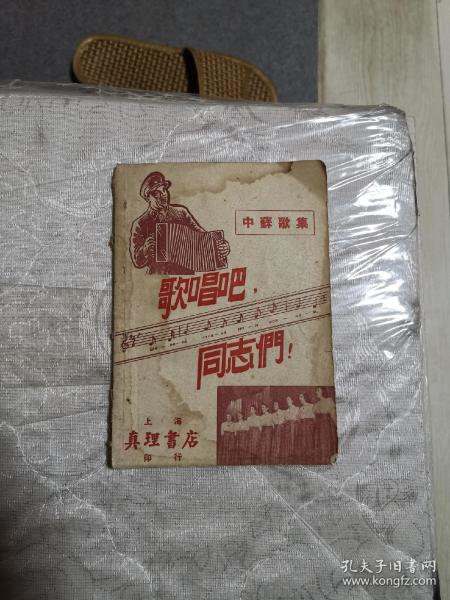 中蘇歌集
歌唱吧，
同志們！
上海
真理書店
印行
孔夫子旧书网
www.kongfz.com